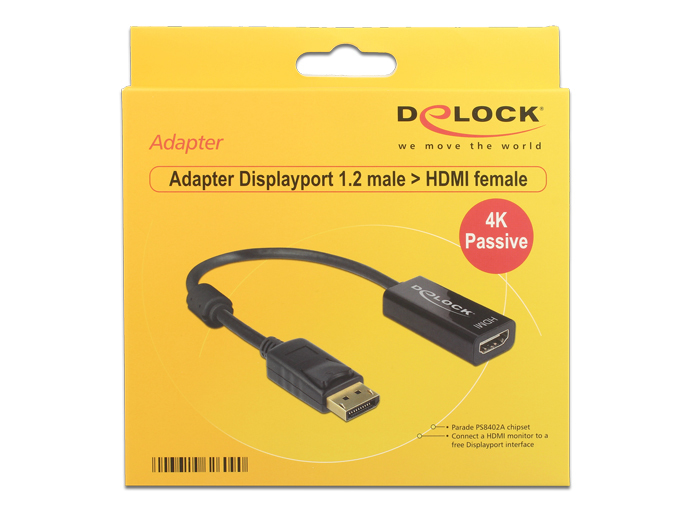 DELOCK®
we move the world
Adapter
Adapter Displayport 1.2 male > HDMI female
4K
Passive
DELOCK
HDMI
• Parade PS8402A chipset
• Connect a HDMI monitor to a
free Displayport interface